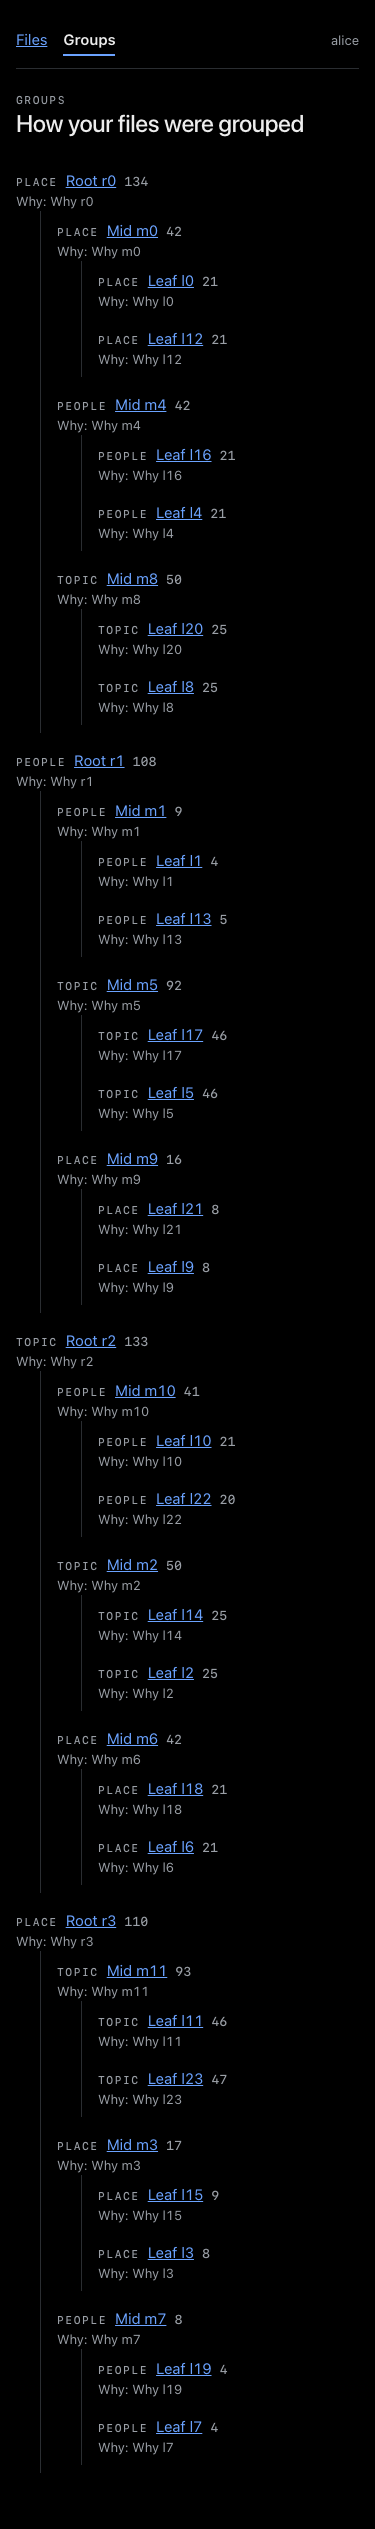 Files Groups alice
GROUPS
How your files were grouped
PLACE Root r0 134
Why: Why r0
PLACE Mid m0 42
Why: Why m0
PLACE Leaf l0 21
Why: Why l0
PLACE Leaf l12 21
Why: Why l12
PEOPLE Mid m4 42
Why: Why m4
PEOPLE Leaf l16 21
Why: Why l16
PEOPLE Leaf l4 21
Why: Why l4
TOPIC Mid m8 50
Why: Why m8
TOPIC Leaf l20 25
Why: Why l20
TOPIC Leaf l8 25
Why: Why l8
PEOPLE Root r1 108
Why: Why r1
PEOPLE Mid m1 9
Why: Why m1
PEOPLE Leaf l1 4
Why: Why l1
PEOPLE Leaf l13 5
Why: Why l13
TOPIC Mid m5 92
Why: Why m5
TOPIC Leaf l17 46
Why: Why l17
TOPIC Leaf l5 46
Why: Why l5
PLACE Mid m9 16
Why: Why m9
PLACE Leaf l21 8
Why: Why l21
PLACE Leaf l9 8
Why: Why l9
TOPIC Root r2 133
Why: Why r2
PEOPLE Mid m10 41
Why: Why m10
PEOPLE Leaf l10 21
Why: Why l10
PEOPLE Leaf l22 20
Why: Why l22
TOPIC Mid m2 50
Why: Why m2
TOPIC Leaf l14 25
Why: Why l14
TOPIC Leaf l2 25
Why: Why l2
PLACE Mid m6 42
Why: Why m6
PLACE Leaf l18 21
Why: Why l18
PLACE Leaf l6 21
Why: Why l6
PLACE Root r3 110
Why: Why r3
TOPIC Mid m11 93
Why: Why m11
TOPIC Leaf l11 46
Why: Why l11
TOPIC Leaf l23 47
Why: Why l23
PLACE Mid m3 17
Why: Why m3
PLACE Leaf l15 9
Why: Why l15
PLACE Leaf l3 8
Why: Why l3
PEOPLE Mid m7 8
Why: Why m7
PEOPLE Leaf l19 4
Why: Why l19
PEOPLE Leaf l7 4
Why: Why l7